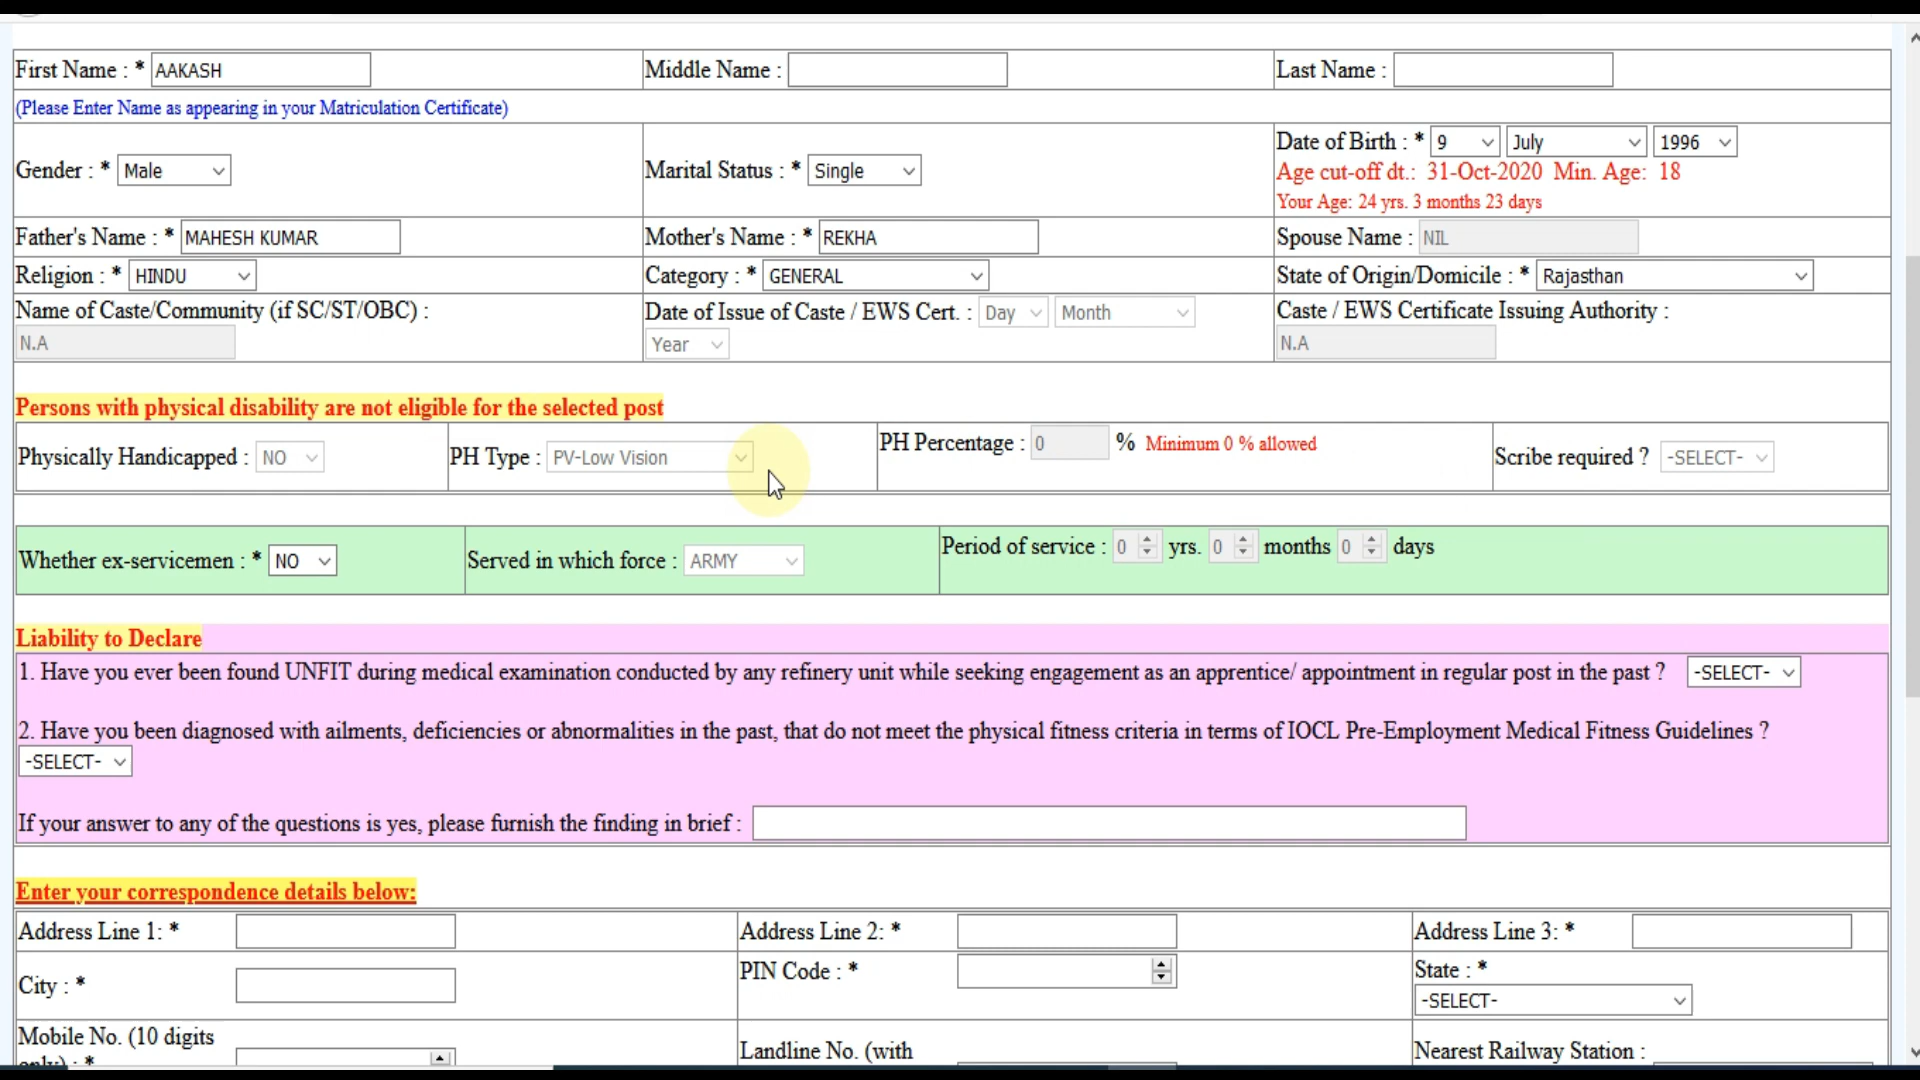 First Name : * AAKASH Middle Name : Last Name :
(Please Enter Name as appearing in your Matriculation Certificate)
Gender : * Male Marital Status : * Single Date of Birth : * 9 July 1996
Age cut-off dt.: 31-Oct-2020 Min. Age: 18
Your Age: 24 yrs. 3 months 23 days
Father's Name : * MAHESH KUMAR Mother's Name : * REKHA Spouse Name : NIL
Religion : * HINDU Category : * GENERAL State of Origin/Domicile : * Rajasthan
Name of Caste/Community (if SC/ST/OBC) : Date of Issue of Caste / EWS Cert. : Day Month Caste / EWS Certificate Issuing Authority :
N.A Year N.A
Persons with physical disability are not eligible for the selected post
Physically Handicapped : NO PH Type : PV-Low Vision PH Percentage : 0 % Minimum 0 % allowed Scribe required ? -SELECT-
Whether ex-servicemen : * NO Served in which force : ARMY Period of service : 0 yrs. 0 months 0 days
Liability to Declare
1. Have you ever been found UNFIT during medical examination conducted by any refinery unit while seeking engagement as an apprentice/ appointment in regular post in the past ? -SELECT-
2. Have you been diagnosed with ailments, deficiencies or abnormalities in the past, that do not meet the physical fitness criteria in terms of IOCL Pre-Employment Medical Fitness Guidelines ?
-SELECT-
If your answer to any of the questions is yes, please furnish the finding in brief :
Enter your correspondence details below:
Address Line 1: * Address Line 2: * Address Line 3: *
City : * PIN Code : * State : *
-SELECT-
Mobile No. (10 digits Landline No. (with Nearest Railway Station :
only) : *